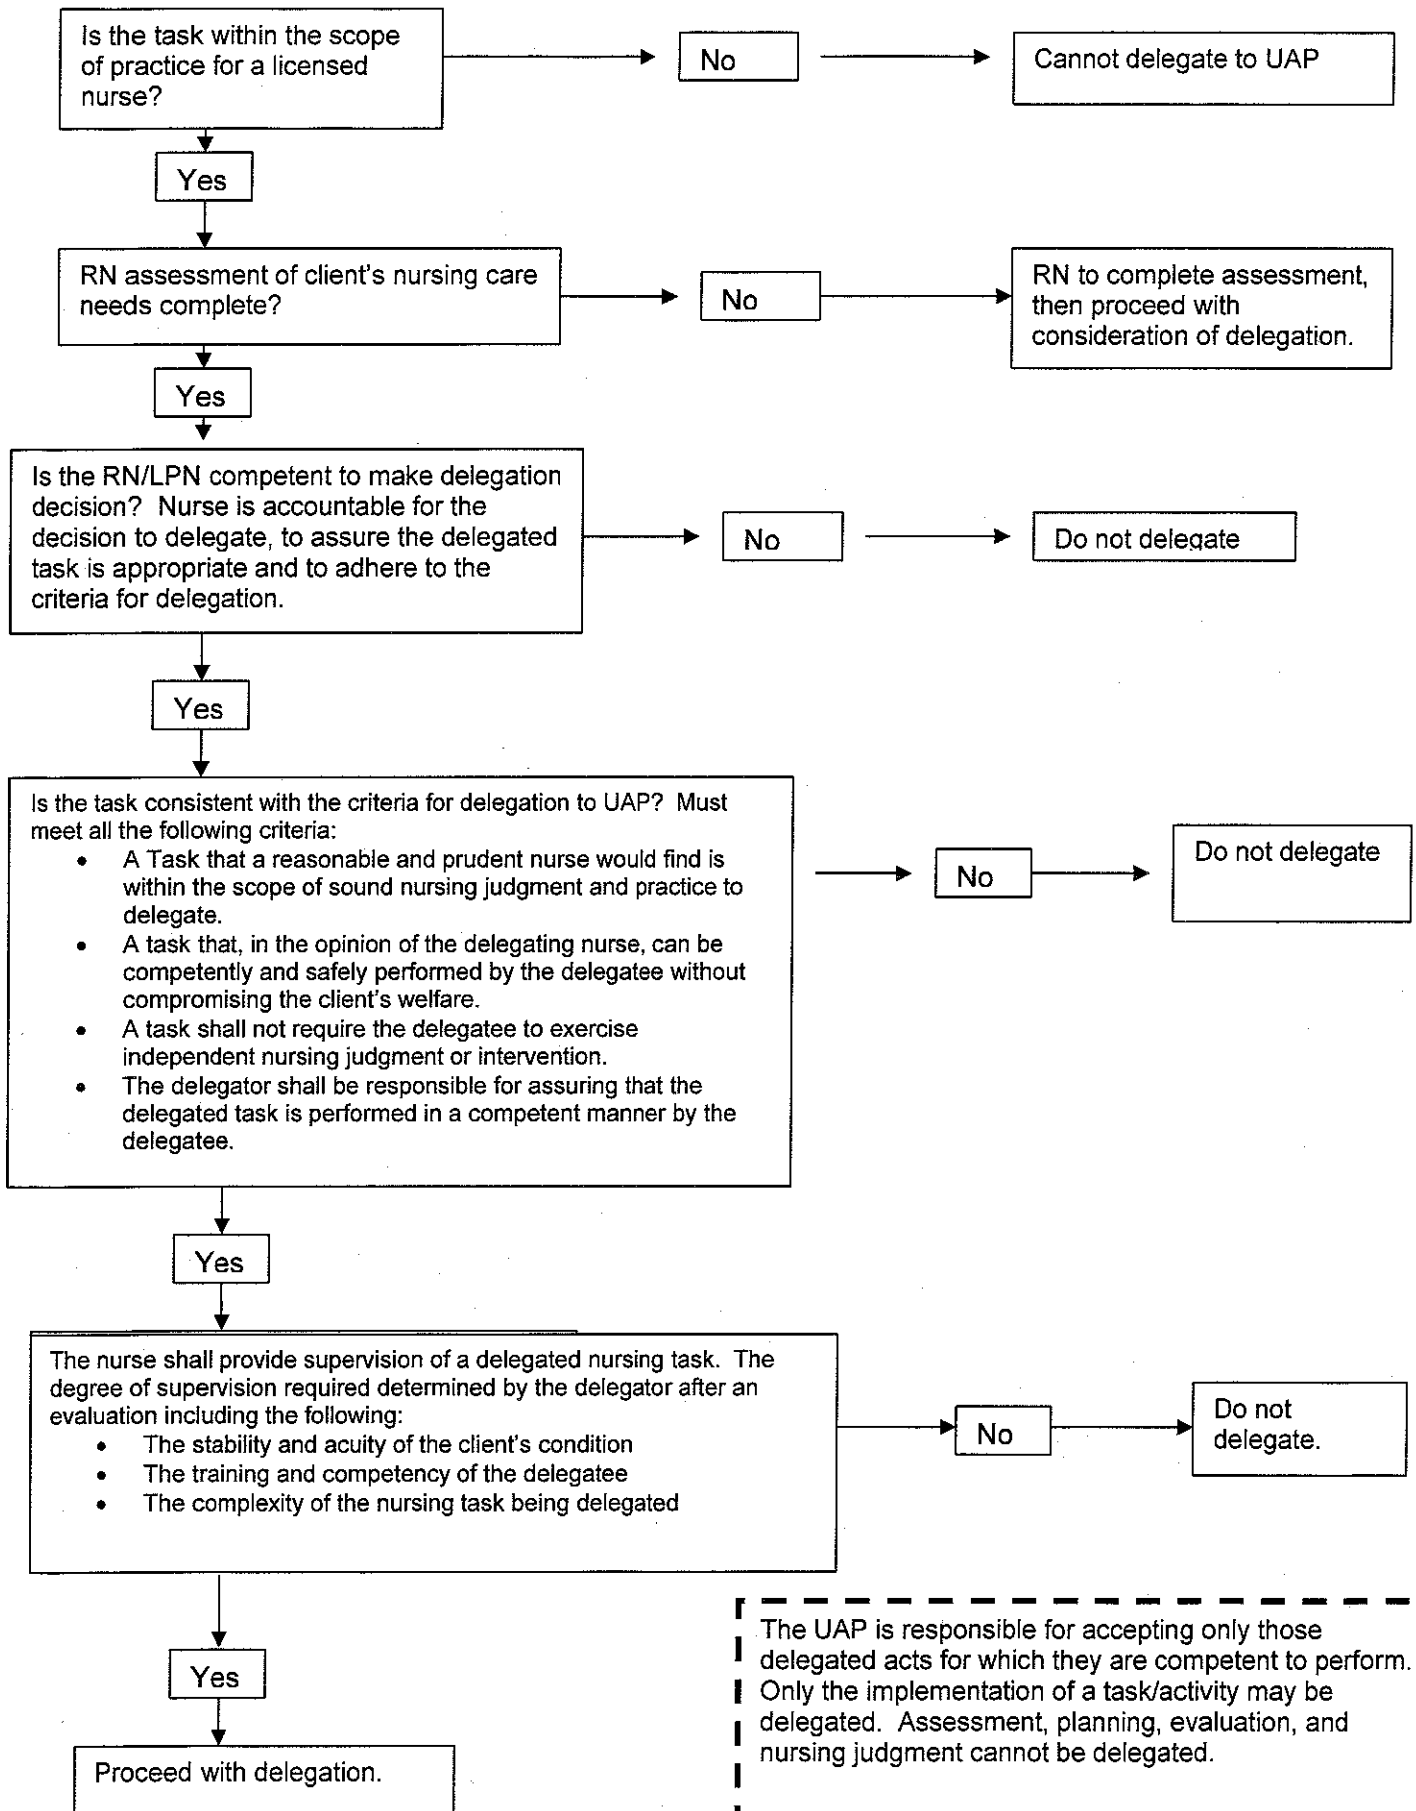 Is the task within the scope
of practice for a licensed
nurse?
No
Cannot delegate to UAP
Yes
RN assessment of client's nursing care
needs complete?
No
RN to complete assessment,
then proceed with
consideration of delegation.
Yes
Is the RN/LPN competent to make delegation
decision?  Nurse is accountable for the
decision to delegate, to assure the delegated
task is appropriate and to adhere to the
criteria for delegation.
No
Do not delegate
Yes
Is the task consistent with the criteria for delegation to UAP?  Must
meet all the following criteria:
• A Task that a reasonable and prudent nurse would find is
within the scope of sound nursing judgment and practice to
delegate.
• A task that, in the opinion of the delegating nurse, can be
competently and safely performed by the delegatee without
compromising the client's welfare.
• A task shall not require the delegatee to exercise
independent nursing judgment or intervention.
• The delegator shall be responsible for assuring that the
delegated task is performed in a competent manner by the
delegatee.
No
Do not delegate
Yes
The nurse shall provide supervision of a delegated nursing task.  The
degree of supervision required determined by the delegator after an
evaluation including the following:
• The stability and acuity of the client's condition
• The training and competency of the delegatee
• The complexity of the nursing task being delegated
No
Do not
delegate.
Yes
Proceed with delegation.
The UAP is responsible for accepting only those
delegated acts for which they are competent to perform.
Only the implementation of a task/activity may be
delegated.  Assessment, planning, evaluation, and
nursing judgment cannot be delegated.